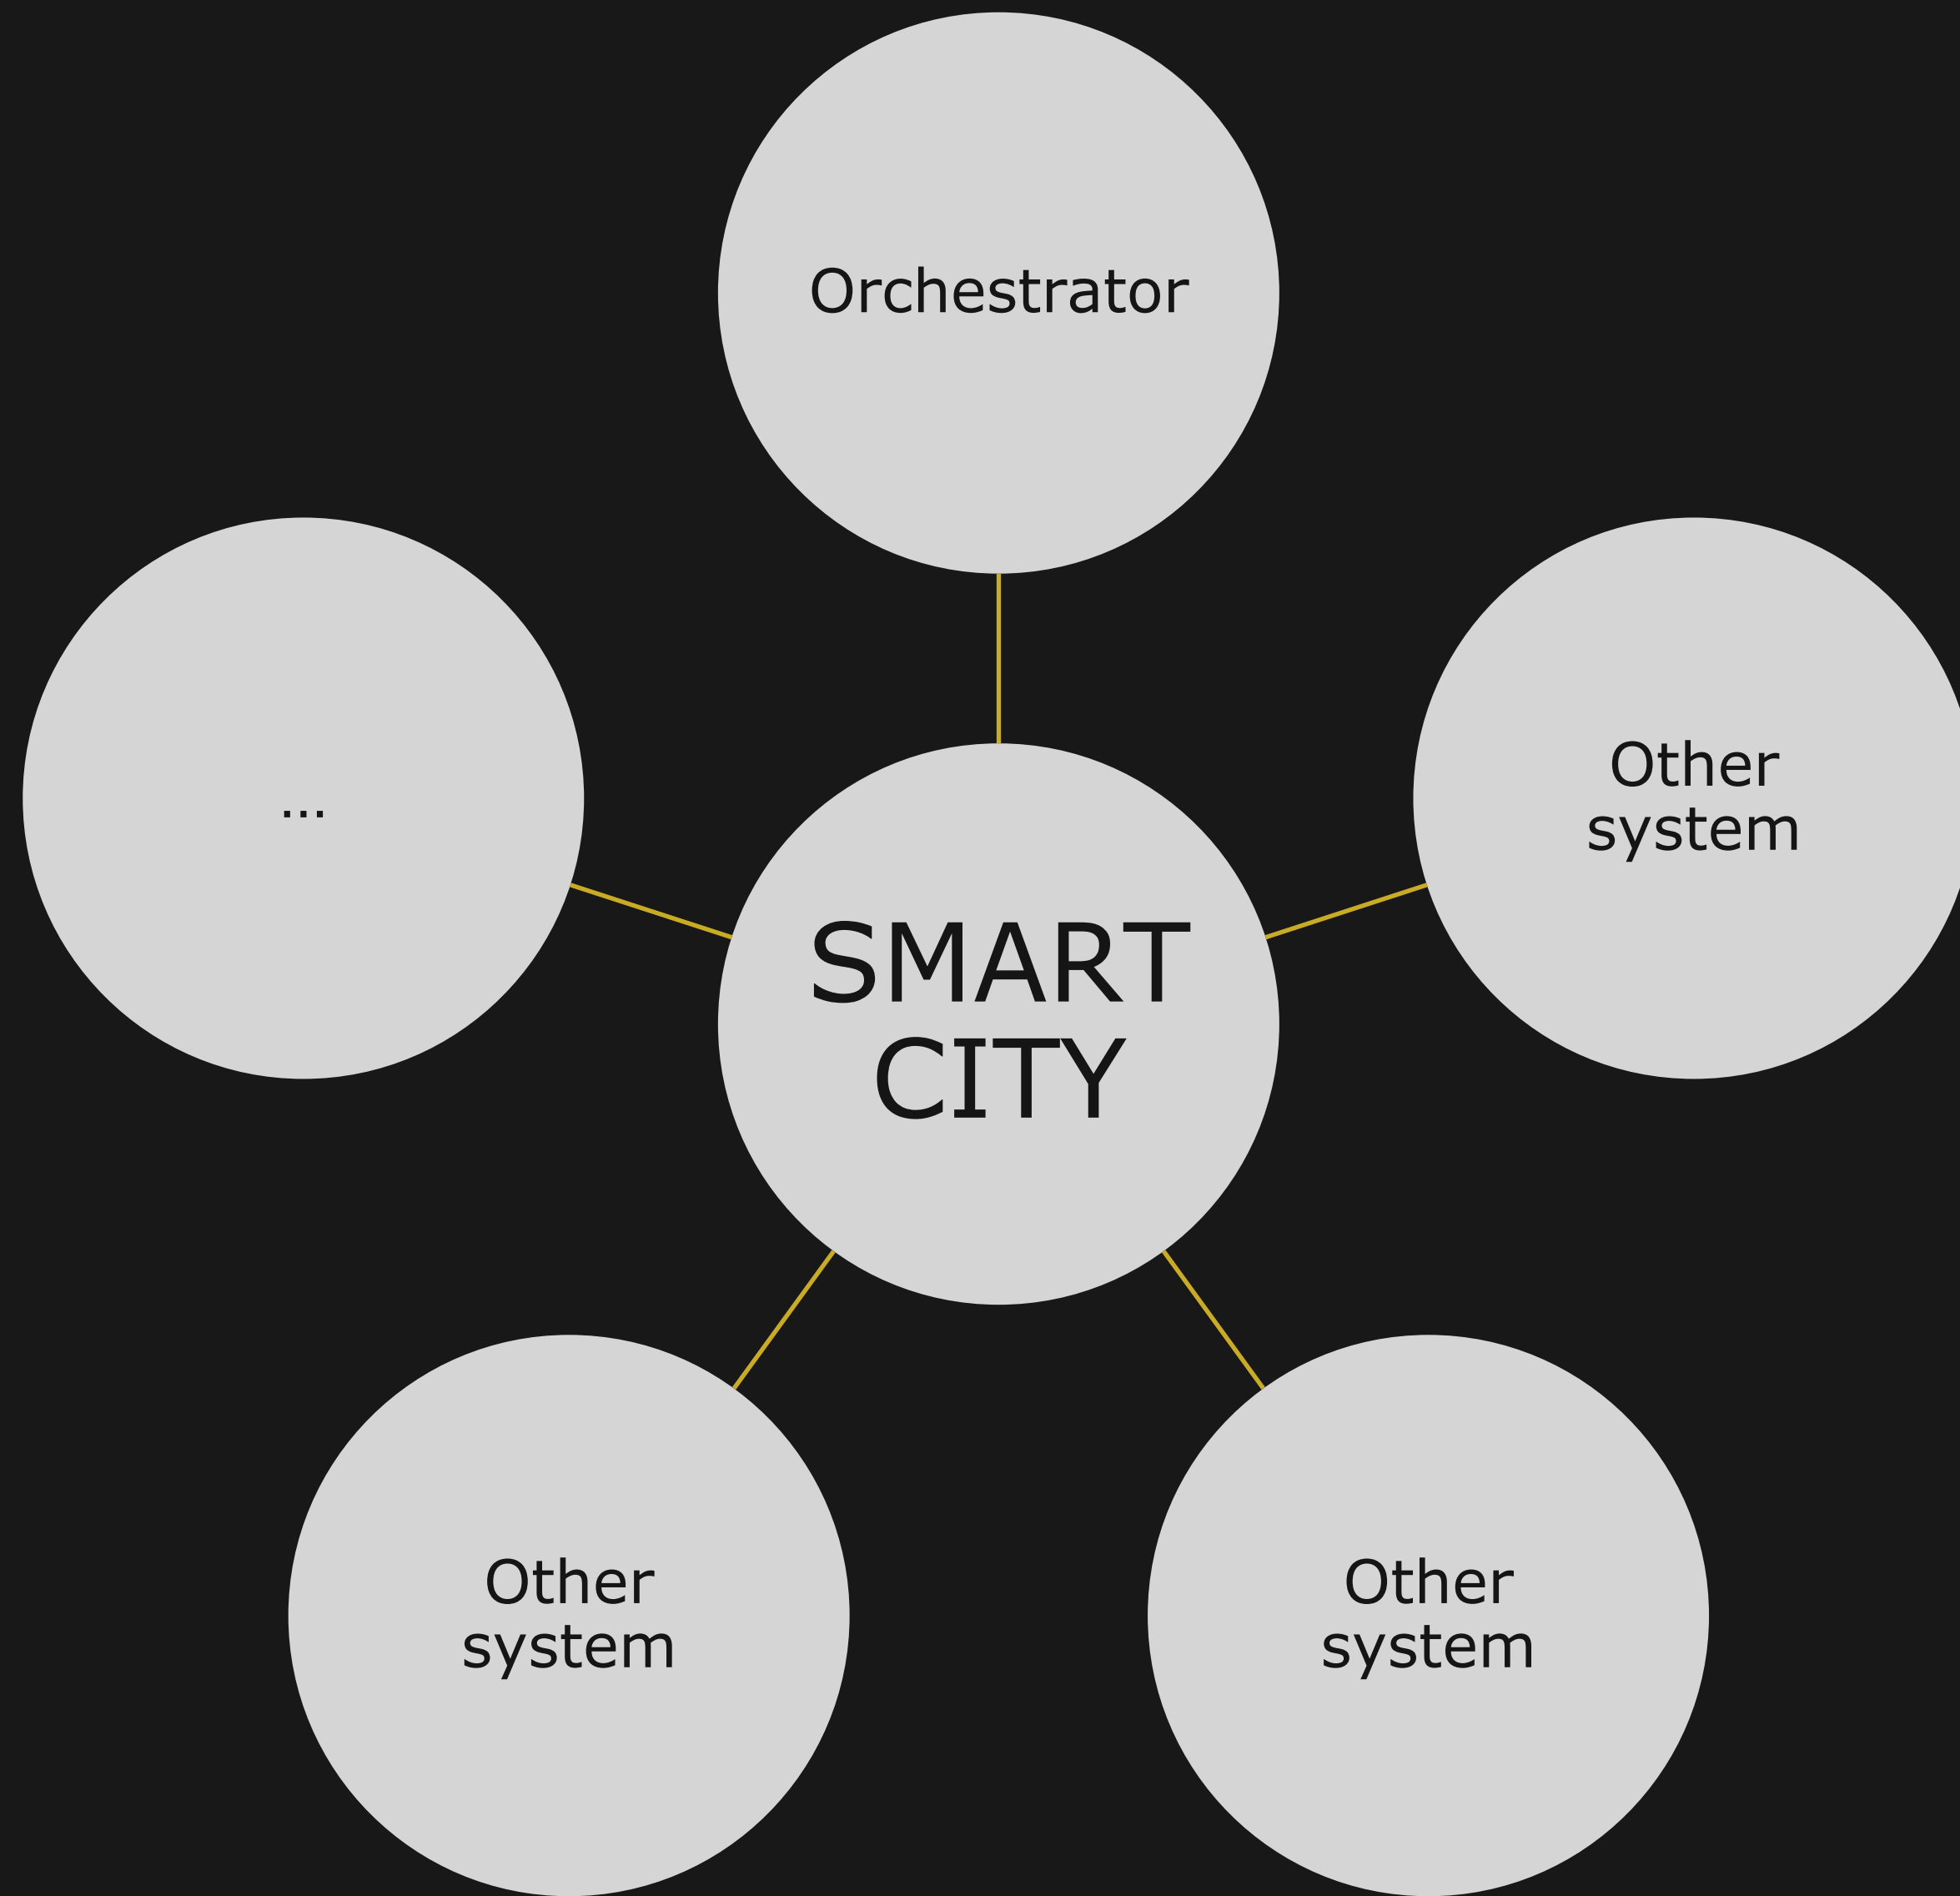 Orchestrator
Other
system
...
SMART
CITY
Other
system
Other
system